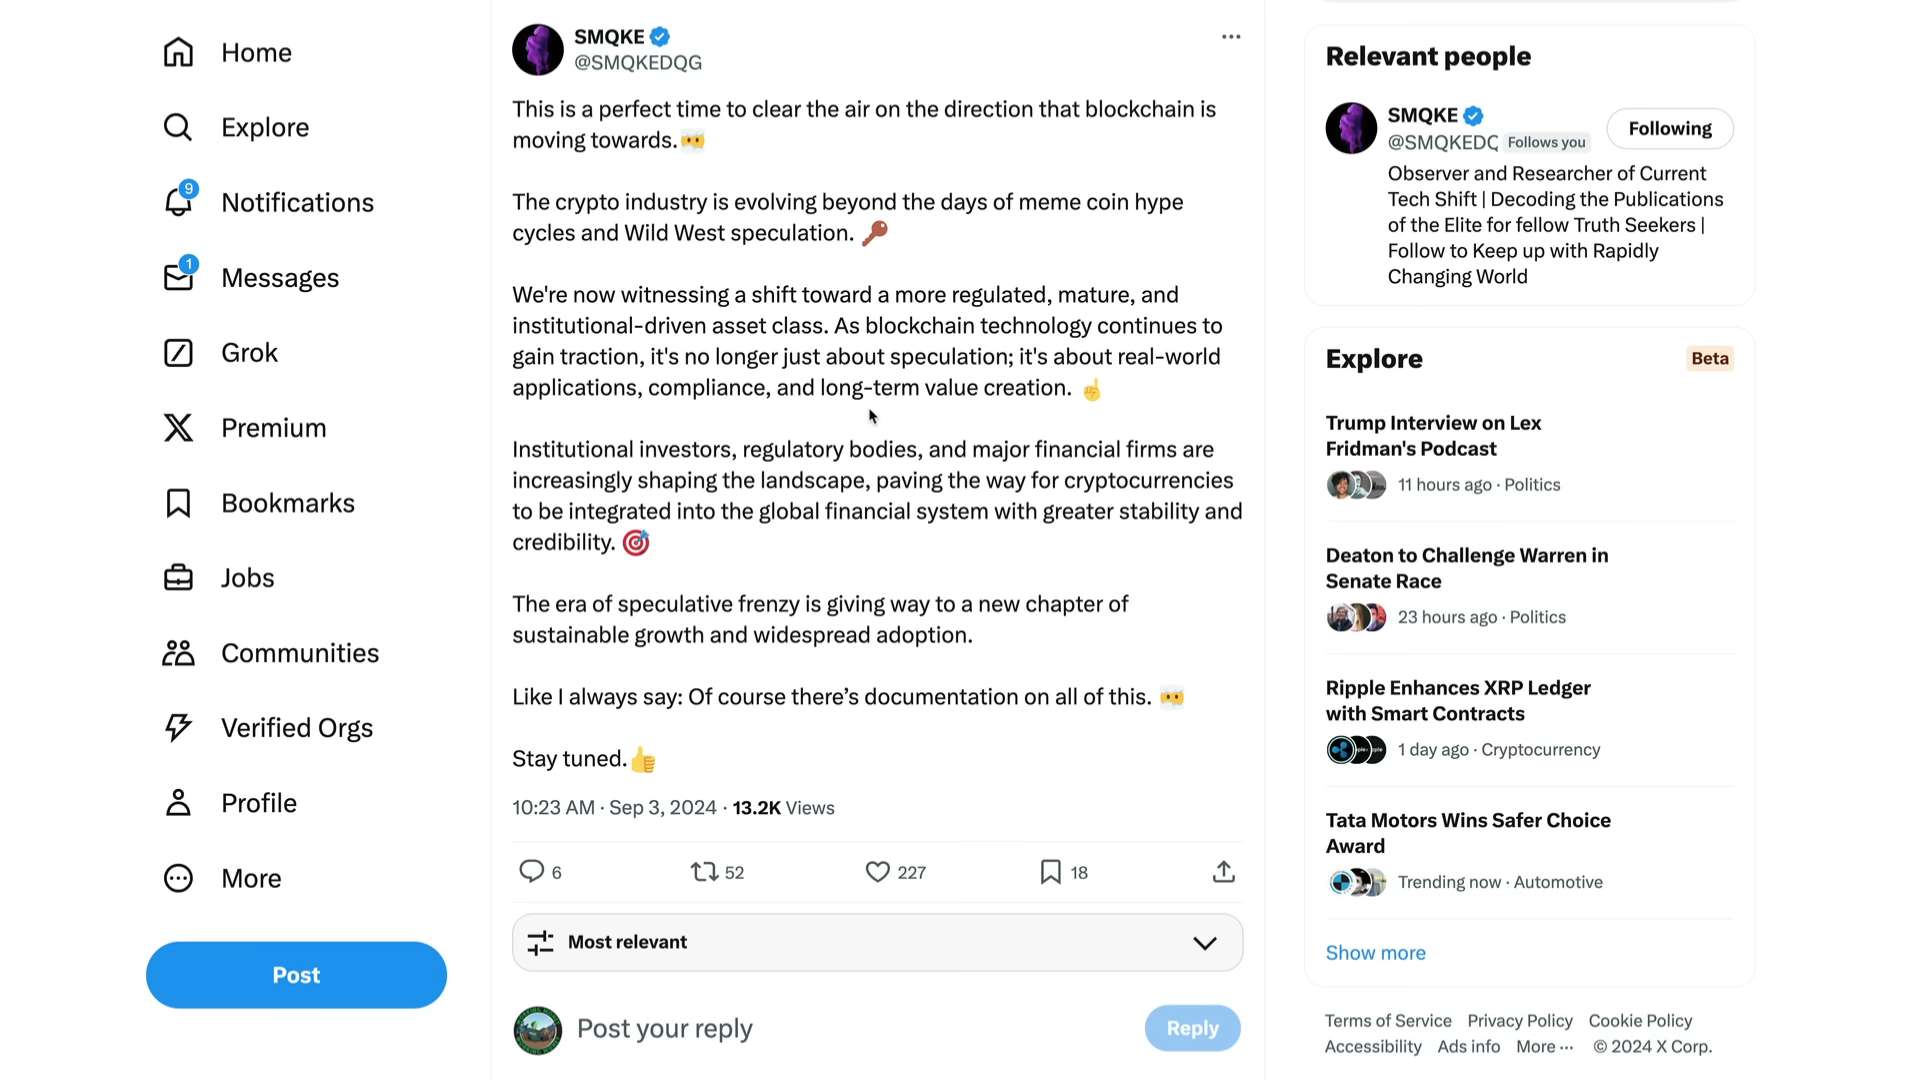 Home
Explore
9
Notifications
1
Messages
Grok
Premium
Bookmarks
Jobs
Communities
Verified Orgs
Profile
More
Post
SMQKE
@SMQKEDQG
This is a perfect time to clear the air on the direction that blockchain is
moving towards.
The crypto industry is evolving beyond the days of meme coin hype
cycles and Wild West speculation.
We're now witnessing a shift toward a more regulated, mature, and
institutional-driven asset class. As blockchain technology continues to
gain traction, it's no longer just about speculation; it's about real-world
applications, compliance, and long-term value creation. ☝️
Institutional investors, regulatory bodies, and major financial firms are
increasingly shaping the landscape, paving the way for cryptocurrencies
to be integrated into the global financial system with greater stability and
credibility. 🎯
The era of speculative frenzy is giving way to a new chapter of
sustainable growth and widespread adoption.
Like I always say: Of course there’s documentation on all of this.
Stay tuned.👍
10:23 AM · Sep 3, 2024 · 13.2K Views
6 52 227 18
Most relevant
Post your reply
Reply
Relevant people
SMQKE
Following
@SMQKEDQ Follows you
Observer and Researcher of Current
Tech Shift | Decoding the Publications
of the Elite for fellow Truth Seekers |
Follow to Keep up with Rapidly
Changing World
Explore
Beta
Trump Interview on Lex
Fridman's Podcast
11 hours ago · Politics
Deaton to Challenge Warren in
Senate Race
23 hours ago · Politics
Ripple Enhances XRP Ledger
with Smart Contracts
1 day ago · Cryptocurrency
Tata Motors Wins Safer Choice
Award
Trending now · Automotive
Show more
Terms of Service Privacy Policy Cookie Policy
Accessibility Ads info More ··· © 2024 X Corp.